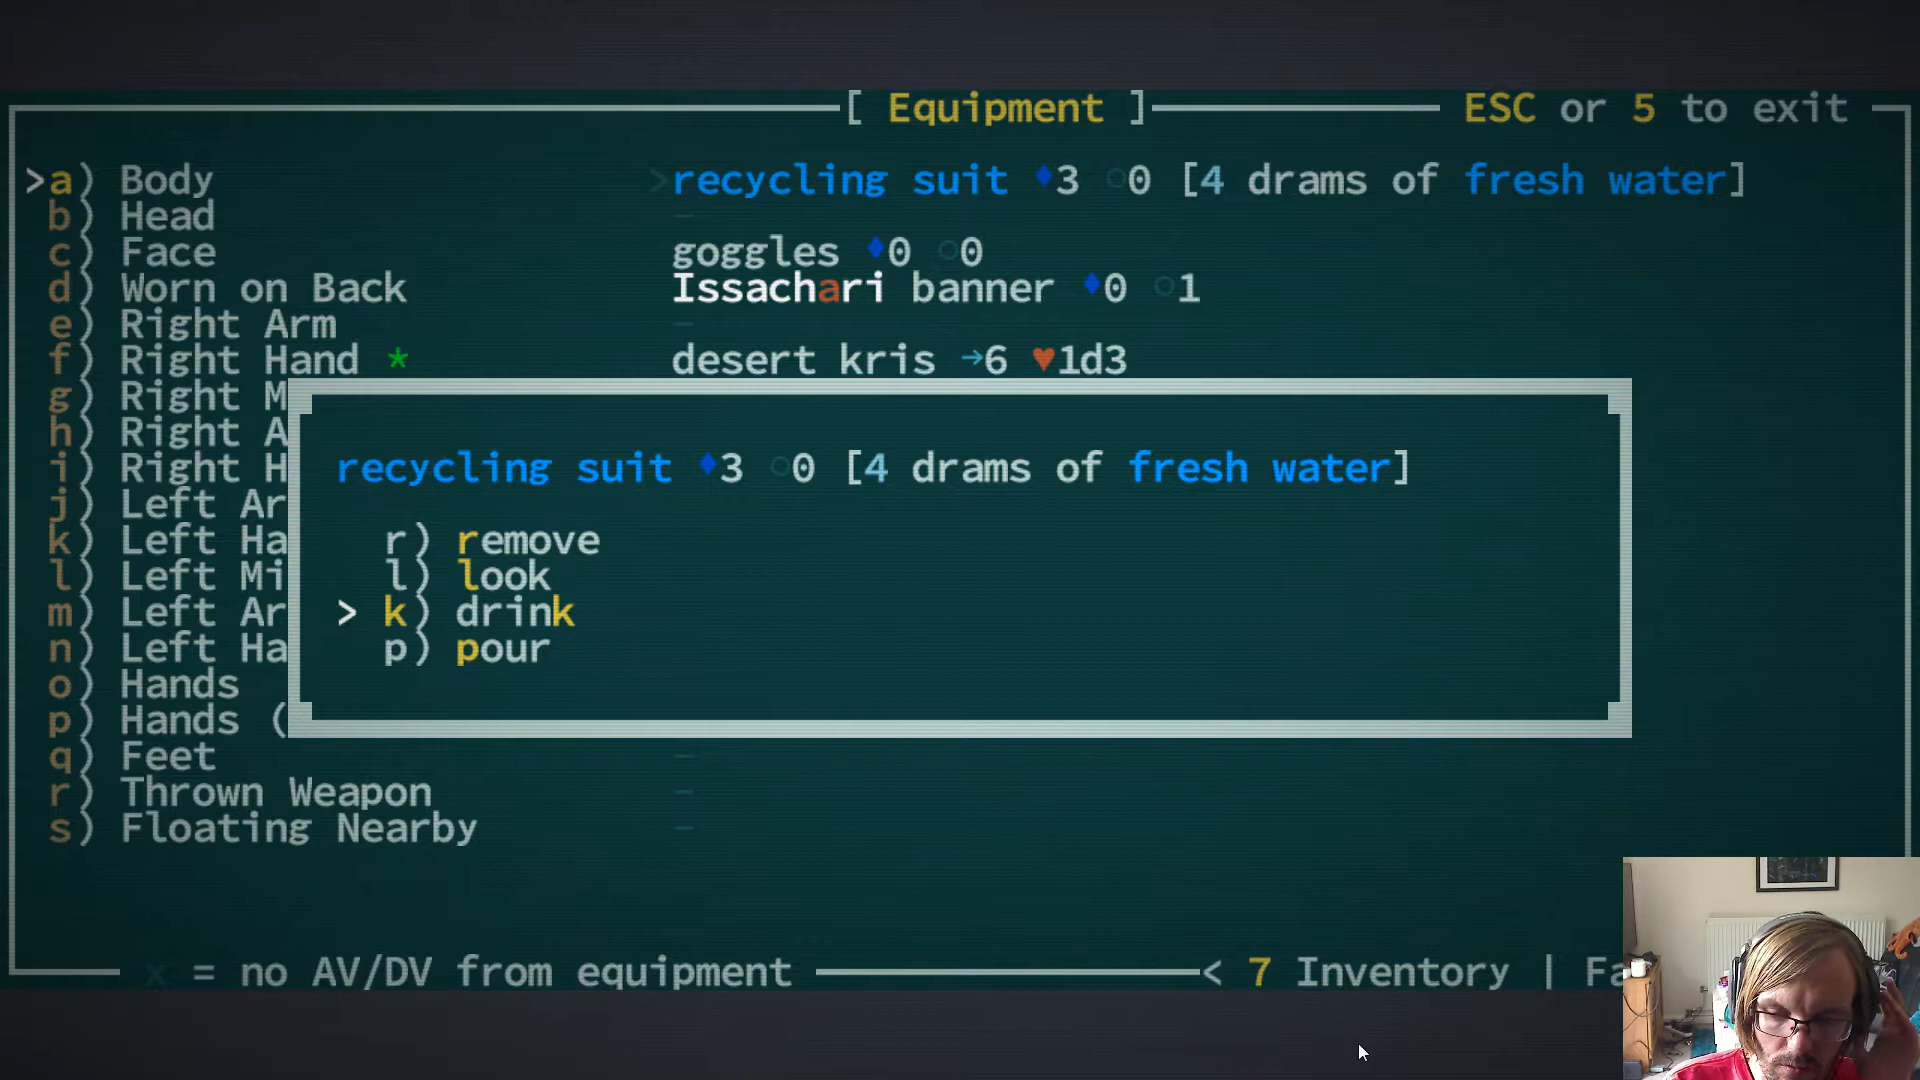 [ Equipment ] ESC or 5 to exit
>a) Body >recycling suit ♦3 ○0 [4 drams of fresh water]
b) Head -
c) Face goggles ♦0 ○0
d) Worn on Back Issachari banner ♦0 ○1
e) Right Arm -
f) Right Hand * desert kris →6 ♥1d3
g) Right M
h) Right A
i) Right H
j) Left Ar
k) Left Ha
l) Left Mi
m) Left Ar
n) Left Ha
o) Hands
p) Hands (
q) Feet -
r) Thrown Weapon -
s) Floating Nearby -
recycling suit ♦3 ○0 [4 drams of fresh water]
r) remove
l) look
> k) drink
p) pour
x = no AV/DV from equipment < 7 Inventory | Fa